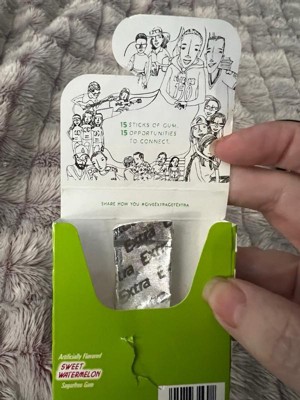 15 STICKS OF GUM.
15 OPPORTUNITIES
TO CONNECT.
SHARE HOW YOU #GIVEEXTRAGETEXTRA
Extra
Extra
extra
Artificially Flavored
SWEET
WATERMELON
Sugarfree Gum